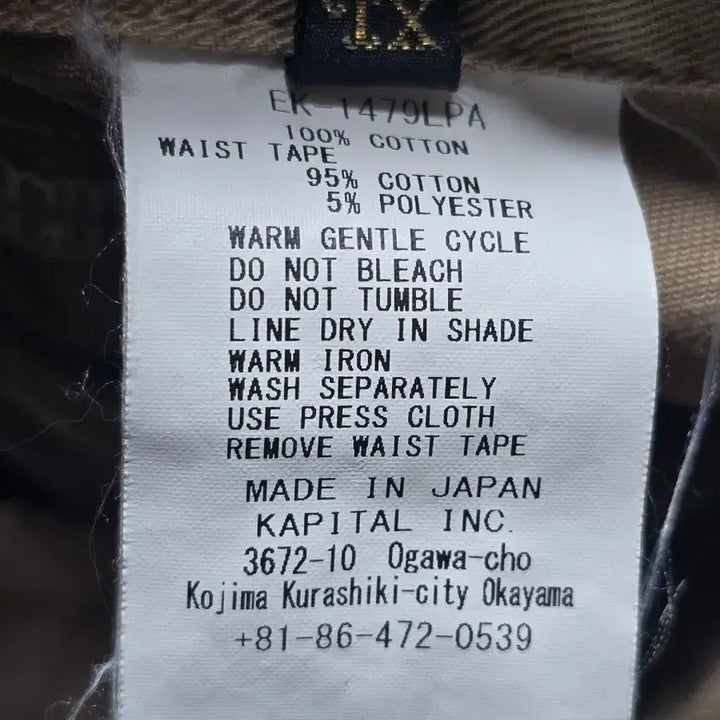 XL
EK-1479LPA
100% COTTON
WAIST TAPE
95% COTTON
5% POLYESTER
WARM GENTLE CYCLE
DO NOT BLEACH
DO NOT TUMBLE
LINE DRY IN SHADE
WARM IRON
WASH SEPARATELY
USE PRESS CLOTH
REMOVE WAIST TAPE
MADE IN JAPAN
KAPITAL INC.
3672-10 Ogawa-cho
Kojima Kurashiki-city Okayama
+81-86-472-0539